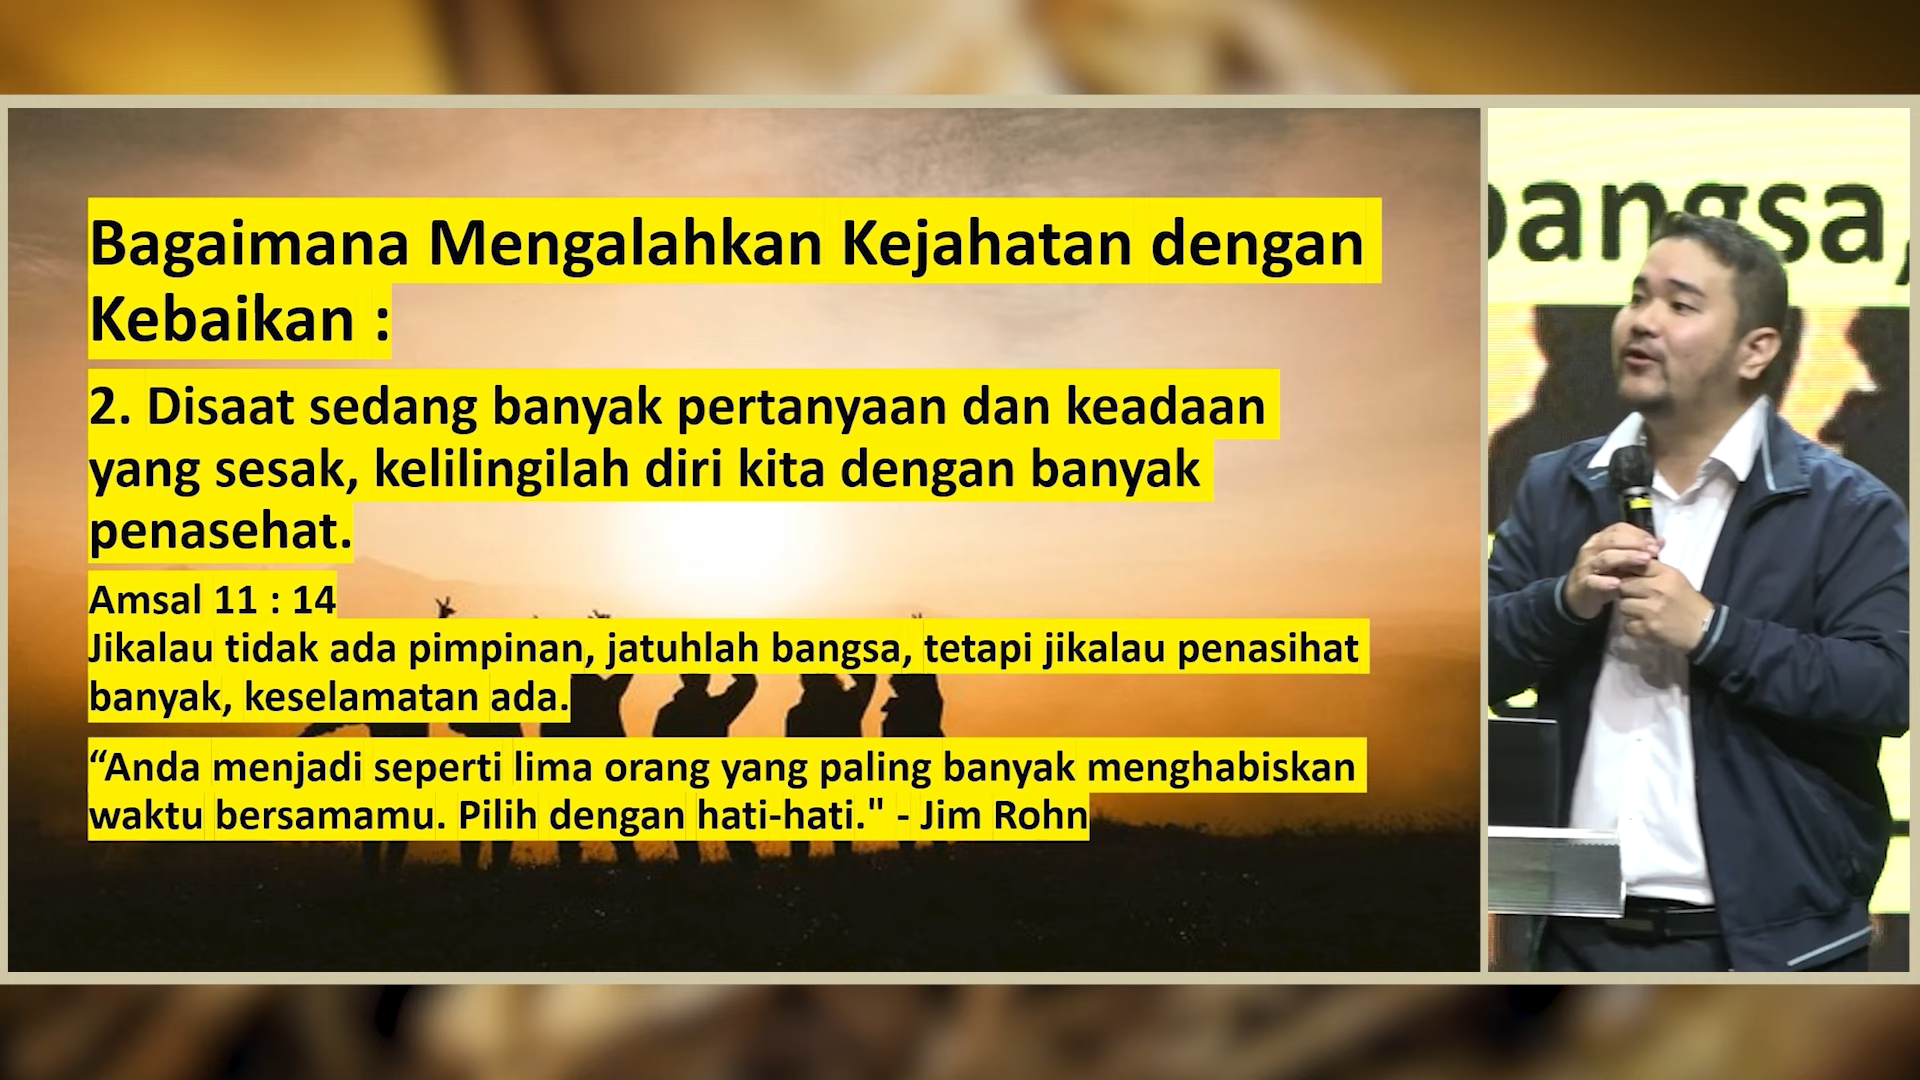 Bagaimana Mengalahkan Kejahatan dengan
Kebaikan :
2. Disaat sedang banyak pertanyaan dan keadaan
yang sesak, kelilingilah diri kita dengan banyak
penasehat.
Amsal 11 : 14
Jikalau tidak ada pimpinan, jatuhlah bangsa, tetapi jikalau penasihat
banyak, keselamatan ada.
“Anda menjadi seperti lima orang yang paling banyak menghabiskan
waktu bersamamu. Pilih dengan hati-hati." - Jim Rohn
bangsa,